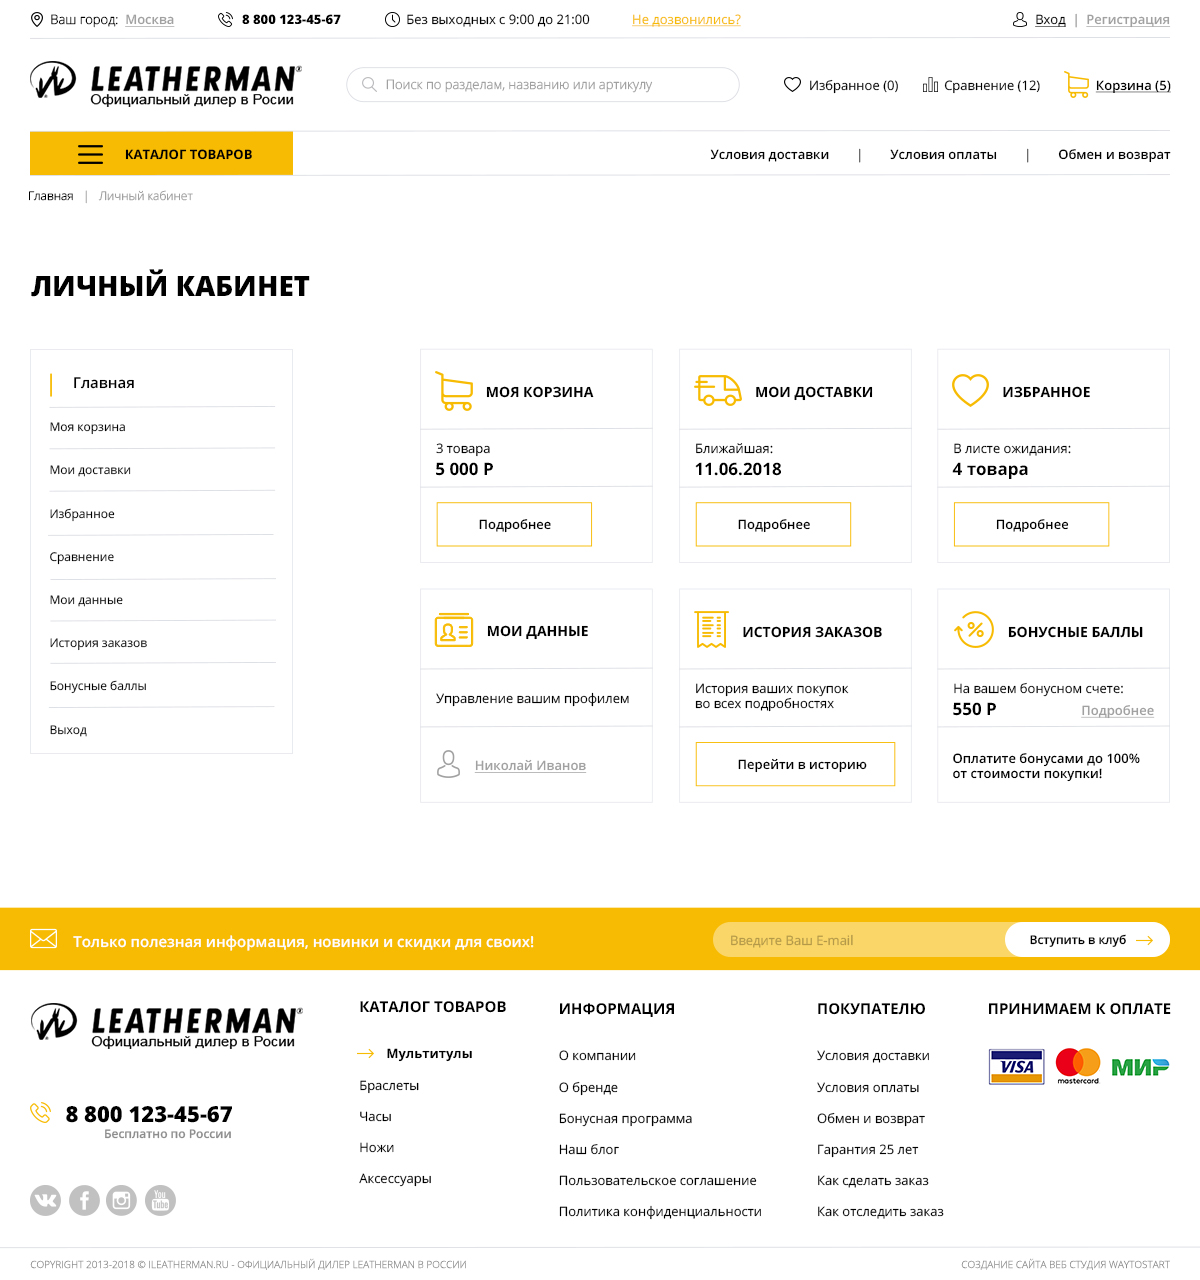 Ваш город: Москва
8 800 123-45-67
Без выходных с 9:00 до 21:00
Не дозвонились?
Вход | Регистрация
LEATHERMAN®
Официальный дилер в Росии
Поиск по разделам, названию или артикулу
Избранное (0)
Сравнение (12)
Корзина (5)
КАТАЛОГ ТОВАРОВ
Условия доставки | Условия оплаты | Обмен и возврат
Главная | Личный кабинет
ЛИЧНЫЙ КАБИНЕТ
Главная
Моя корзина
Мои доставки
Избранное
Сравнение
Мои данные
История заказов
Бонусные баллы
Выход
МОЯ КОРЗИНА
3 товара
5 000 Р
Подробнее
МОИ ДОСТАВКИ
Ближайшая:
11.06.2018
Подробнее
ИЗБРАННОЕ
В листе ожидания:
4 товара
Подробнее
МОИ ДАННЫЕ
Управление вашим профилем
Николай Иванов
ИСТОРИЯ ЗАКАЗОВ
История ваших покупок
во всех подробностях
Перейти в историю
БОНУСНЫЕ БАЛЛЫ
На вашем бонусном счете:
550 Р
Подробнее
Оплатите бонусами до 100%
от стоимости покупки!
Только полезная информация, новинки и скидки для своих!
Введите Ваш E-mail
Вступить в клуб
LEATHERMAN®
Официальный дилер в Росии
8 800 123-45-67
Бесплатно по России
You
Tube
КАТАЛОГ ТОВАРОВ
Мультитулы
Браслеты
Часы
Ножи
Аксессуары
ИНФОРМАЦИЯ
О компании
О бренде
Бонусная программа
Наш блог
Пользовательское соглашение
Политика конфиденциальности
ПОКУПАТЕЛЮ
Условия доставки
Условия оплаты
Обмен и возврат
Гарантия 25 лет
Как сделать заказ
Как отследить заказ
ПРИНИМАЕМ К ОПЛАТЕ
VISA
mastercard
МИР
COPYRIGHT 2013-2018 © ILEATHERMAN.RU - ОФИЦИАЛЬНЫЙ ДИЛЕР LEATHERMAN В РОССИИ
СОЗДАНИЕ САЙТА ВЕБ СТУДИЯ WAYTOSTART